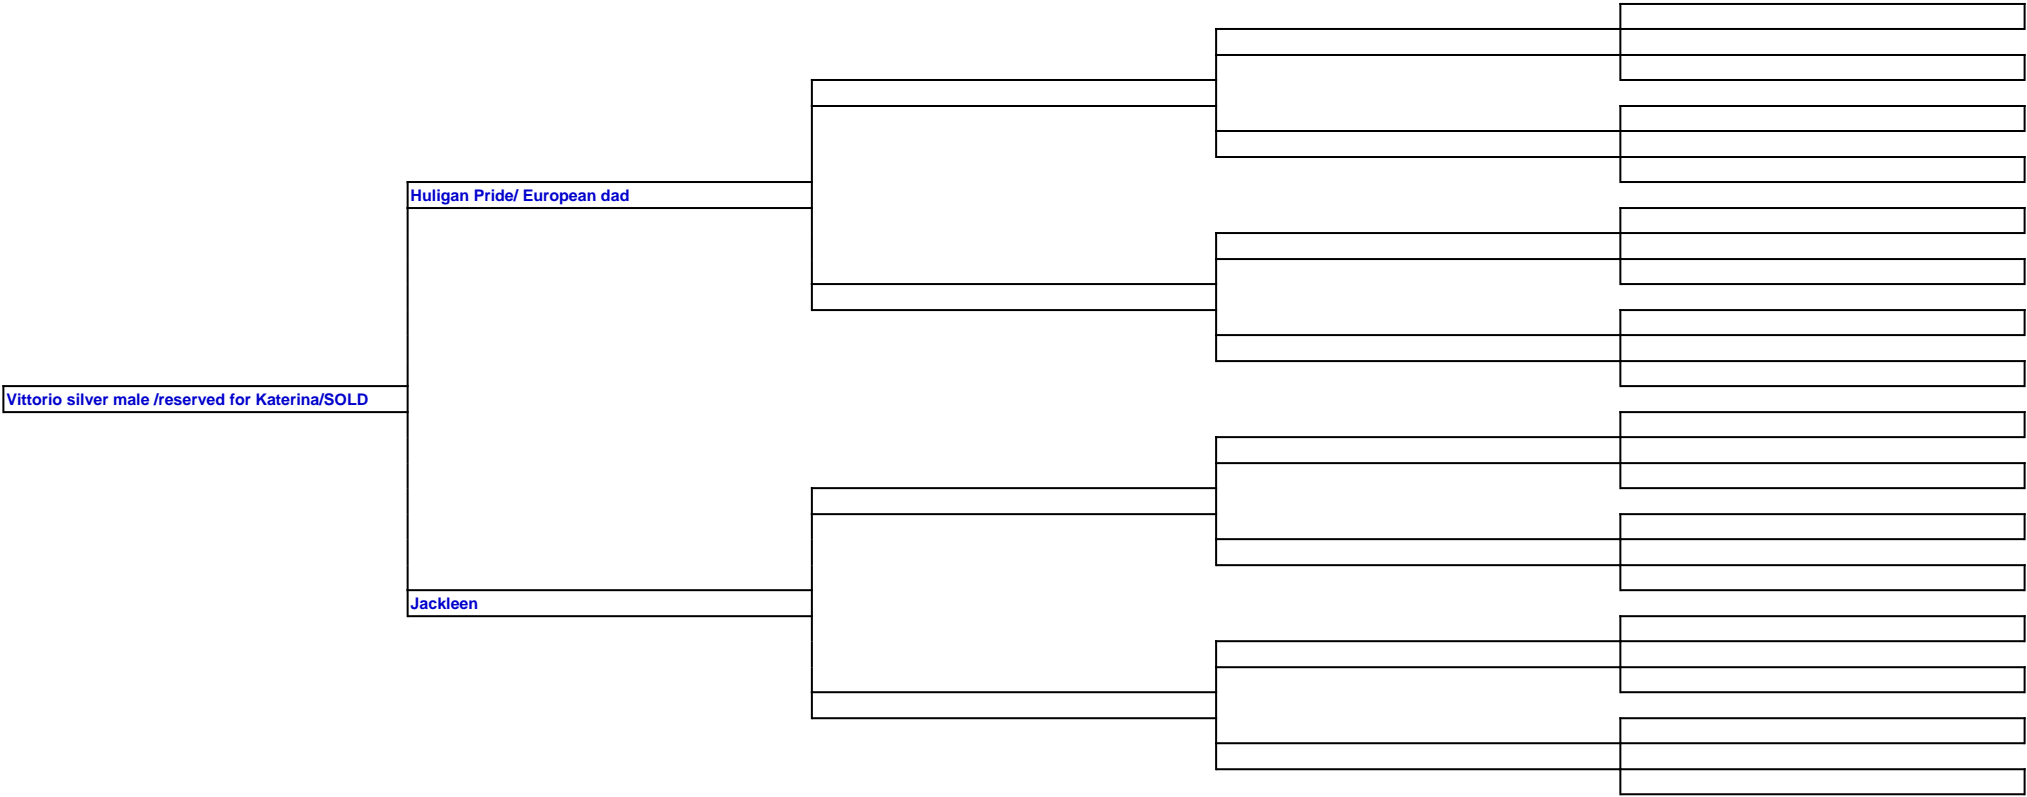 Huligan Pride/ European dad
Vittorio silver male /reserved for Katerina/SOLD
Jackleen